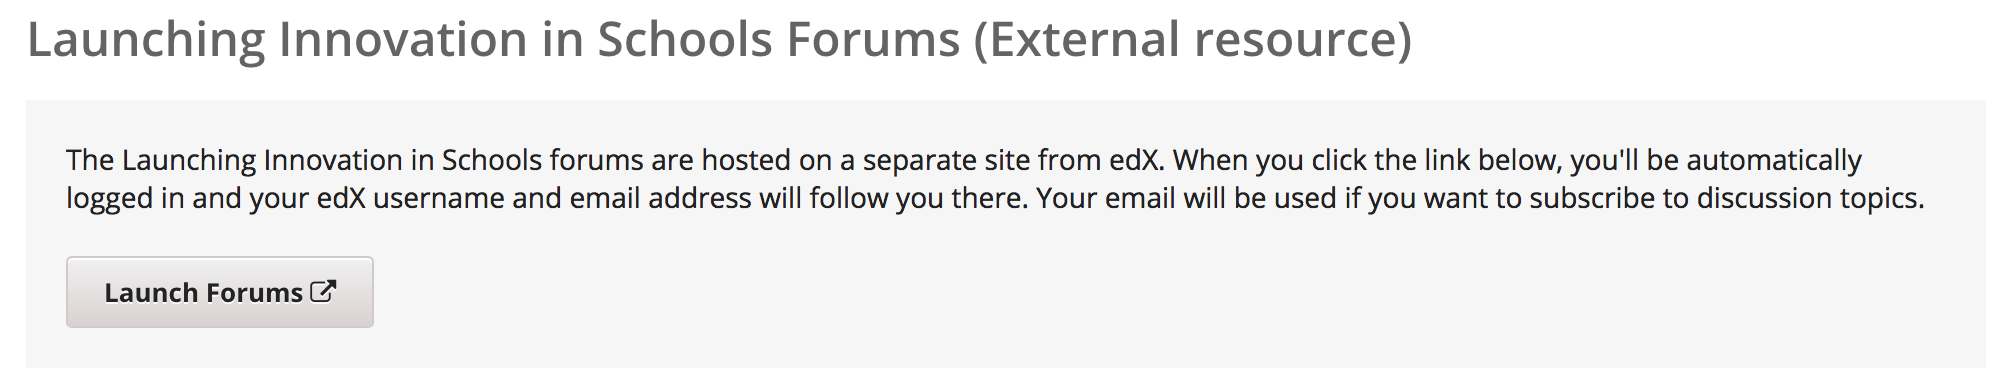 Launching Innovation in Schools Forums (External resource)
The Launching Innovation in Schools forums are hosted on a separate site from edX. When you click the link below, you'll be automatically
logged in and your edX username and email address will follow you there. Your email will be used if you want to subscribe to discussion topics.
Launch Forums